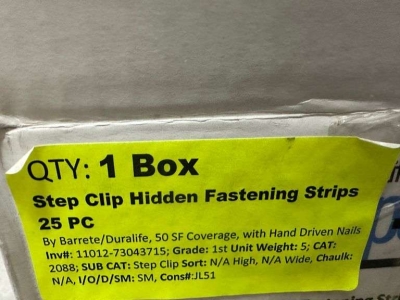 QTY: 1 Box
Step Clip Hidden Fastening Strips
25 PC
By Barrete/Duralife, 50 SF Coverage, with Hand Driven Nails
Inv#: 11012-73043715; Grade: 1st Unit Weight: 5; CAT:
2088; SUB CAT: Step Clip Sort: N/A High, N/A Wide, Chaulk:
N/A, I/O/D/SM: SM, Cons#:JL51